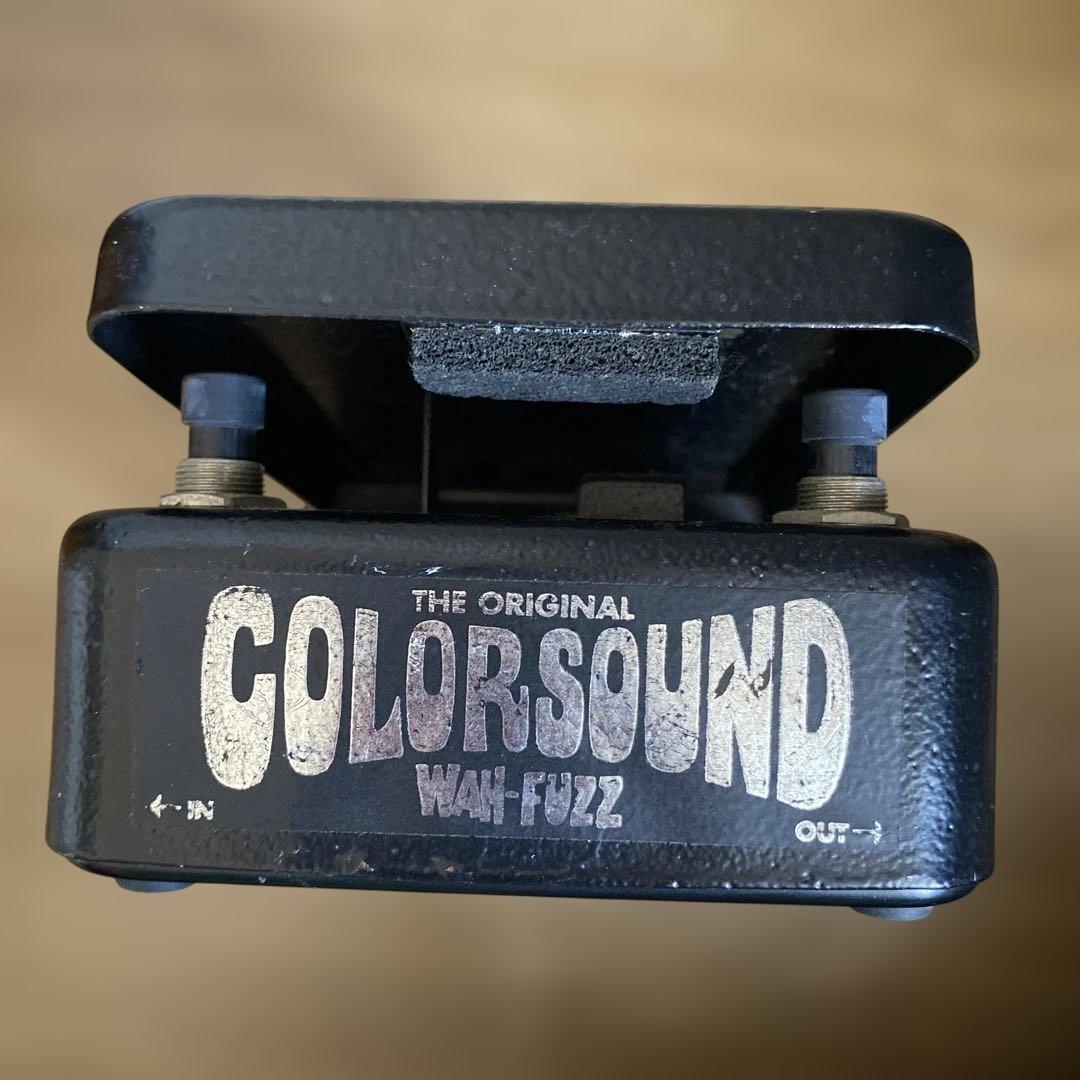 THE ORIGINAL
COLORSOUND
WAH-FUZZ
← IN
OUT →